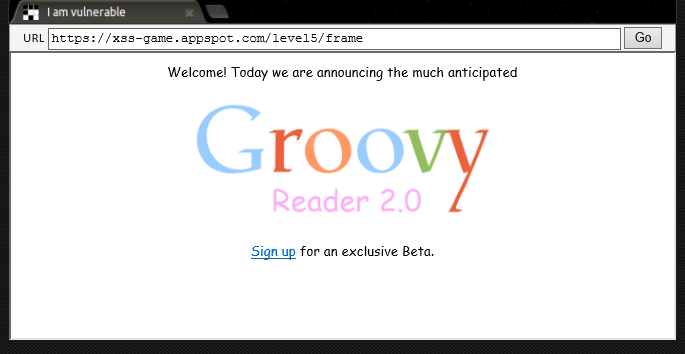 I am vulnerable
URL https://xss-game.appspot.com/level5/frame Go
Welcome! Today we are announcing the much anticipated
Groovy
Reader 2.0
Sign up for an exclusive Beta.